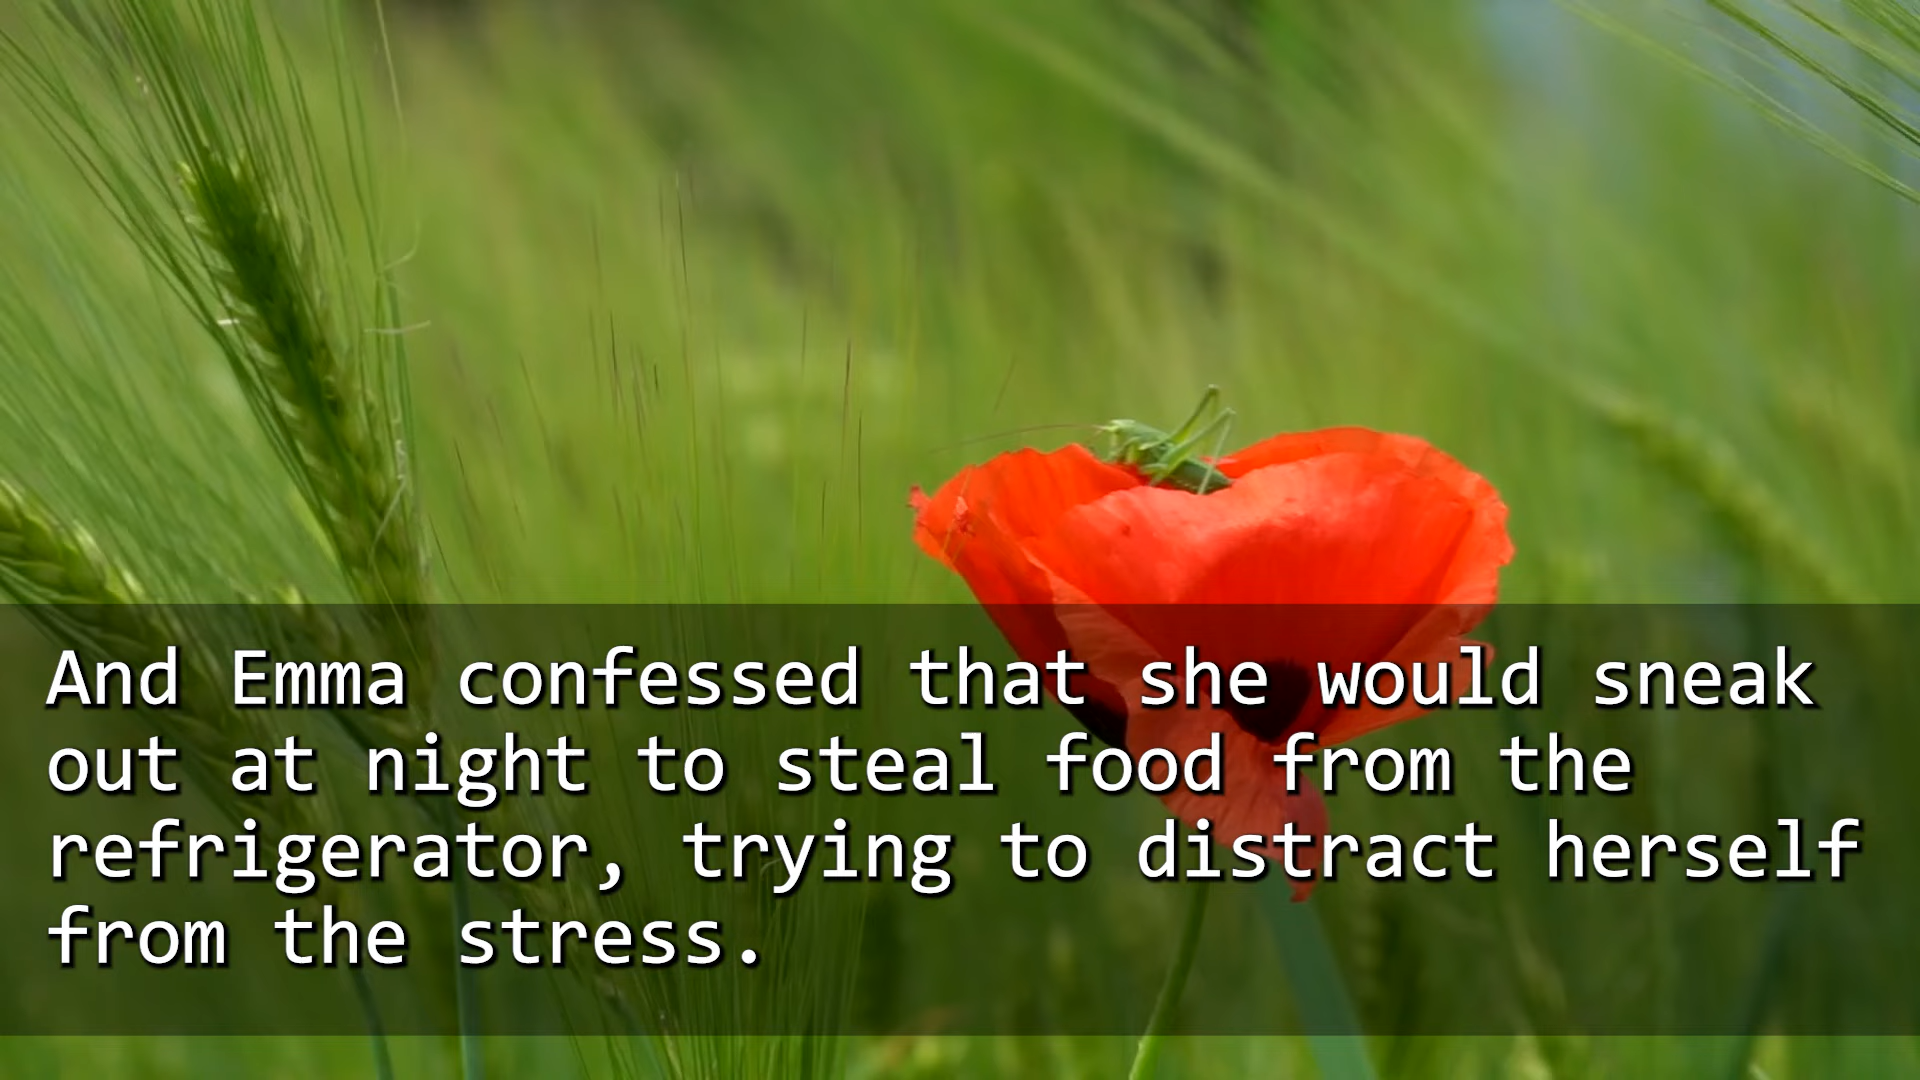 And Emma confessed that she would sneak
out at night to steal food from the
refrigerator, trying to distract herself
from the stress.